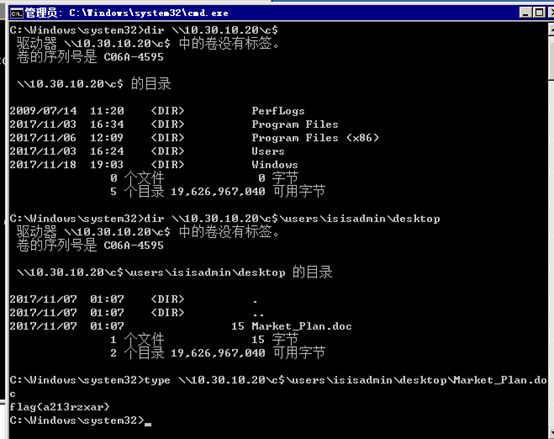 管理员: C:\Windows\system32\cmd.exe
C:\Windows\system32>dir \\10.30.10.20\c$
驱动器 \\10.30.10.20\c$ 中的卷没有标签。
卷的序列号是 C06A-4595
\\10.30.10.20\c$ 的目录
2009/07/14  11:20    <DIR>          PerfLogs
2017/11/03  16:34    <DIR>          Program Files
2017/11/06  12:09    <DIR>          Program Files (x86)
2017/11/03  16:24    <DIR>          Users
2017/11/18  19:03    <DIR>          Windows
0 个文件              0 字节
5 个目录 19,626,967,040 可用字节
C:\Windows\system32>dir \\10.30.10.20\c$\users\isisadmin\desktop
驱动器 \\10.30.10.20\c$ 中的卷没有标签。
卷的序列号是 C06A-4595
\\10.30.10.20\c$\users\isisadmin\desktop 的目录
2017/11/07  01:07    <DIR>          .
2017/11/07  01:07    <DIR>          ..
2017/11/07  01:07                15 Market_Plan.doc
1 个文件             15 字节
2 个目录 19,626,967,040 可用字节
C:\Windows\system32>type \\10.30.10.20\c$\users\isisadmin\desktop\Market_Plan.do
c
flag{a213rzxar}
C:\Windows\system32>